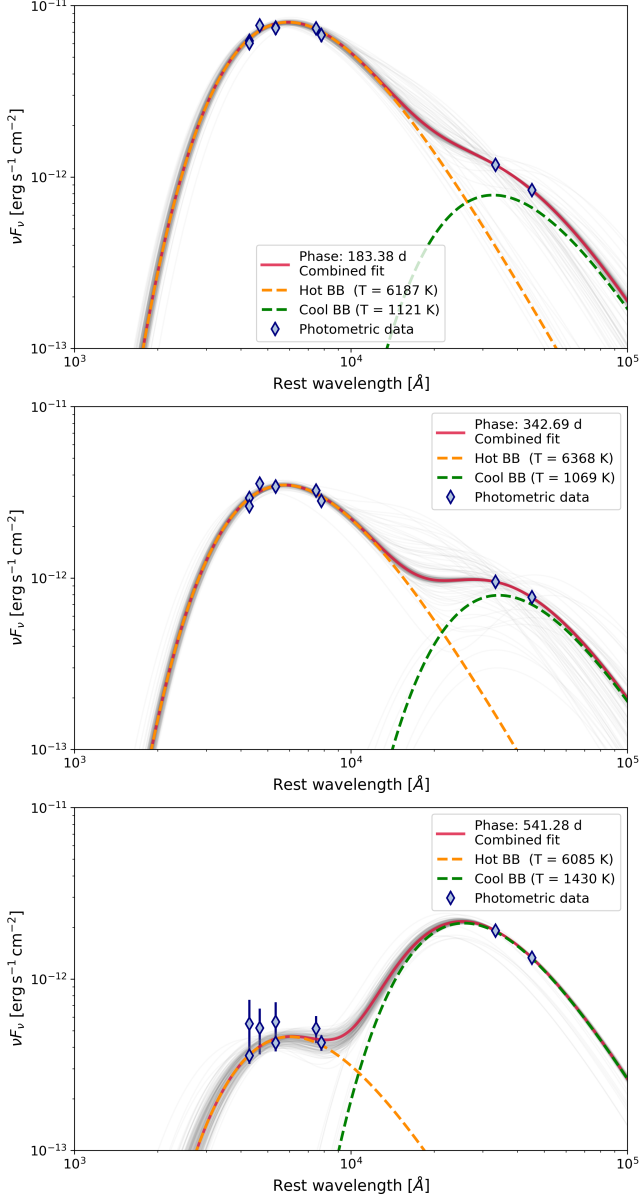 10⁻¹¹
νFν [erg s⁻¹ cm⁻²]
10⁻¹²
Phase: 183.38 d
Combined fit
Hot BB (T = 6187 K)
Cool BB (T = 1121 K)
Photometric data
10⁻¹³
10³
10⁴
10⁵
Rest wavelength [Å]
10⁻¹¹
Phase: 342.69 d
Combined fit
Hot BB (T = 6368 K)
Cool BB (T = 1069 K)
Photometric data
νFν [erg s⁻¹ cm⁻²]
10⁻¹²
10⁻¹³
10³
10⁴
10⁵
Rest wavelength [Å]
10⁻¹¹
Phase: 541.28 d
Combined fit
Hot BB (T = 6085 K)
Cool BB (T = 1430 K)
Photometric data
νFν [erg s⁻¹ cm⁻²]
10⁻¹²
10⁻¹³
10³
10⁴
10⁵
Rest wavelength [Å]